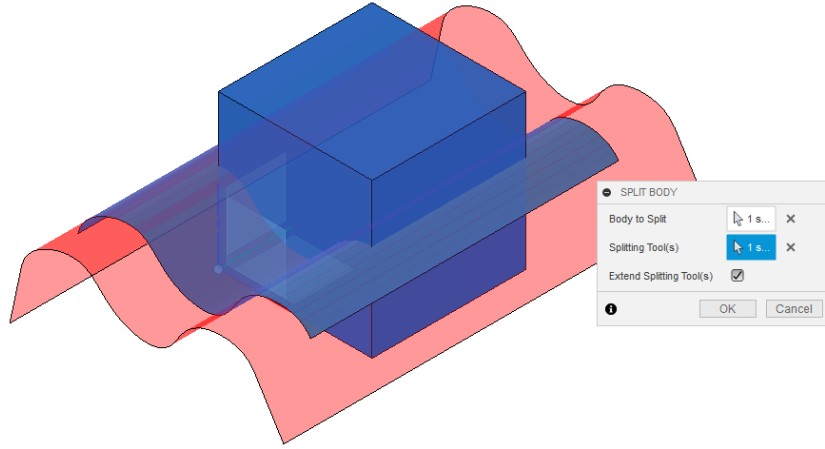 SPLIT BODY
Body to Split 1 s... ✕
Splitting Tool(s) 1 s... ✕
Extend Splitting Tool(s)
OK Cancel